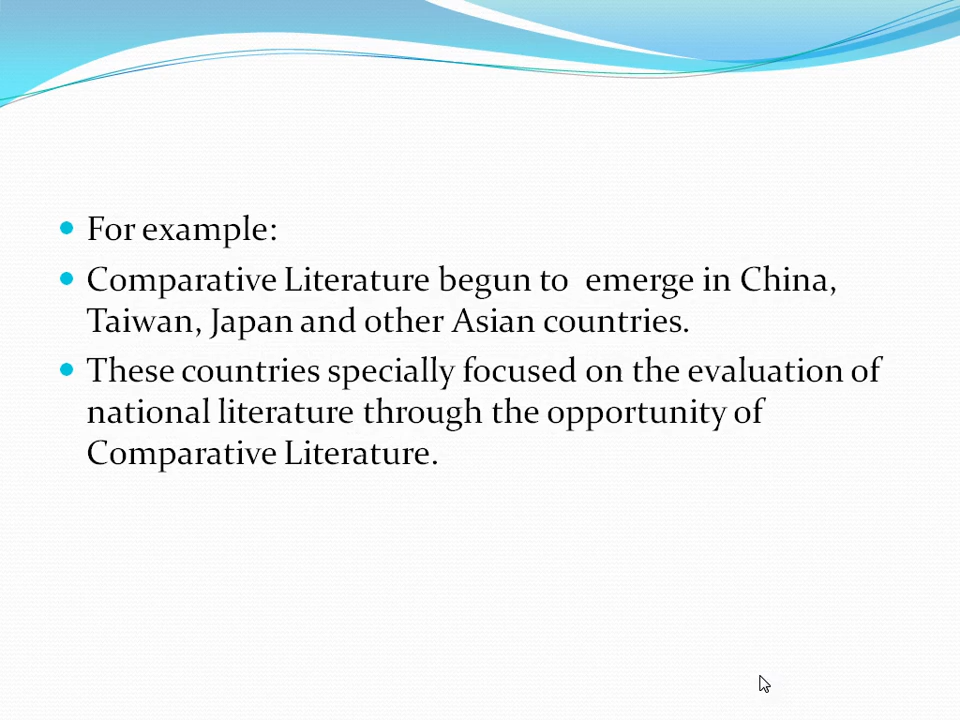 For example:
Comparative Literature begun to  emerge in China,
Taiwan, Japan and other Asian countries.
These countries specially focused on the evaluation of
national literature through the opportunity of
Comparative Literature.